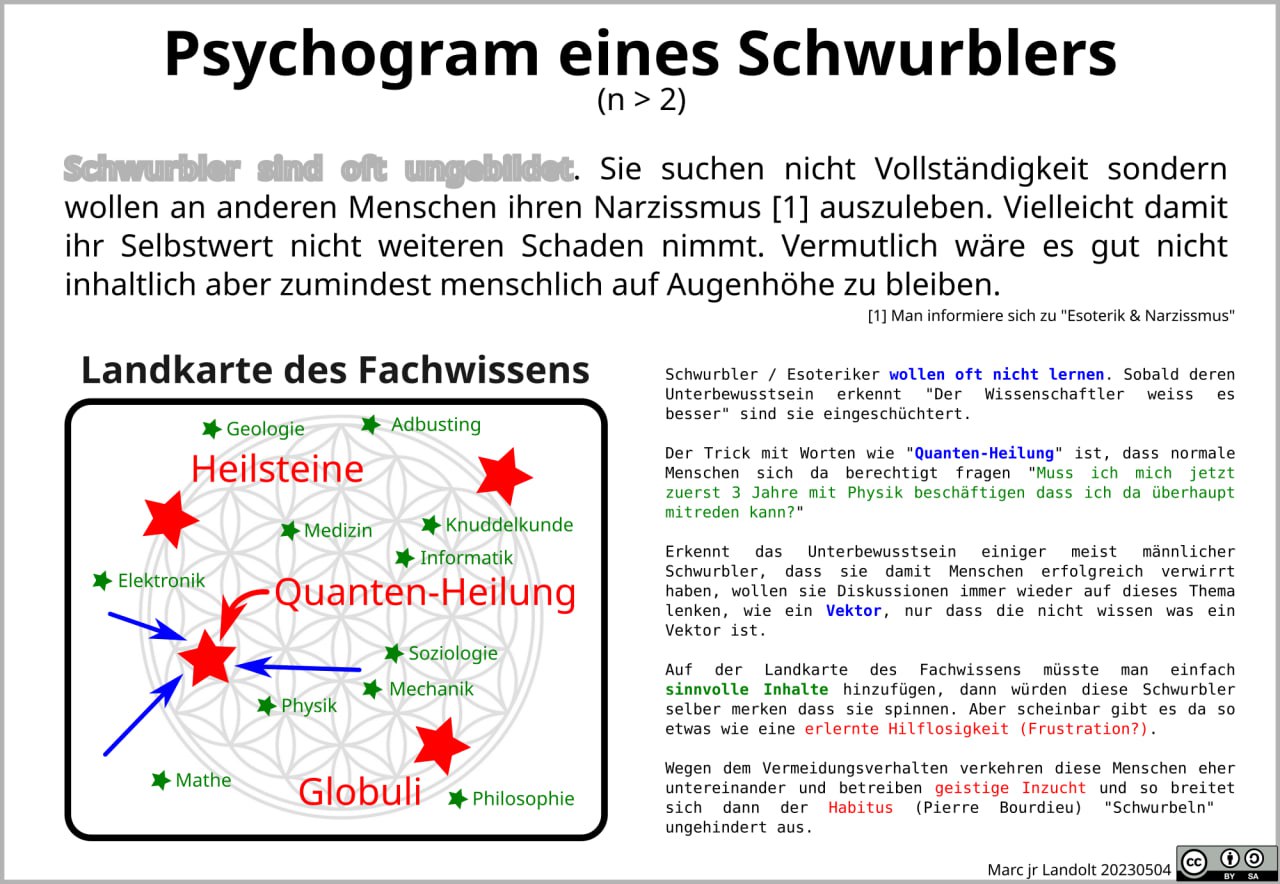 Psychogram eines Schwurblers
(n > 2)
Schwurbler sind oft ungebildet. Sie suchen nicht Vollständigkeit sondern
wollen an anderen Menschen ihren Narzissmus [1] auszuleben. Vielleicht damit
ihr Selbstwert nicht weiteren Schaden nimmt. Vermutlich wäre es gut nicht
inhaltlich aber zumindest menschlich auf Augenhöhe zu bleiben.
[1] Man informiere sich zu "Esoterik & Narzissmus"
Landkarte des Fachwissens
Geologie
Adbusting
Heilsteine
Medizin
Knuddelkunde
Informatik
Elektronik
Quanten-Heilung
Soziologie
Mechanik
Physik
Mathe
Globuli
Philosophie
Schwurbler / Esoteriker wollen oft nicht lernen. Sobald deren
Unterbewusstsein erkennt "Der Wissenschaftler weiss es
besser" sind sie eingeschüchtert.
Der Trick mit Worten wie "Quanten-Heilung" ist, dass normale
Menschen sich da berechtigt fragen "Muss ich mich jetzt
zuerst 3 Jahre mit Physik beschäftigen dass ich da überhaupt
mitreden kann?"
Erkennt das Unterbewusstsein einiger meist männlicher
Schwurbler, dass sie damit Menschen erfolgreich verwirrt
haben, wollen sie Diskussionen immer wieder auf dieses Thema
lenken, wie ein Vektor, nur dass die nicht wissen was ein
Vektor ist.
Auf der Landkarte des Fachwissens müsste man einfach
sinnvolle Inhalte hinzufügen, dann würden diese Schwurbler
selber merken dass sie spinnen. Aber scheinbar gibt es da so
etwas wie eine erlernte Hilflosigkeit (Frustration?).
Wegen dem Vermeidungsverhalten verkehren diese Menschen eher
untereinander und betreiben geistige Inzucht und so breitet
sich dann der Habitus (Pierre Bourdieu) "Schwurbeln"
ungehindert aus.
Marc jr Landolt 20230504
cc
BY SA